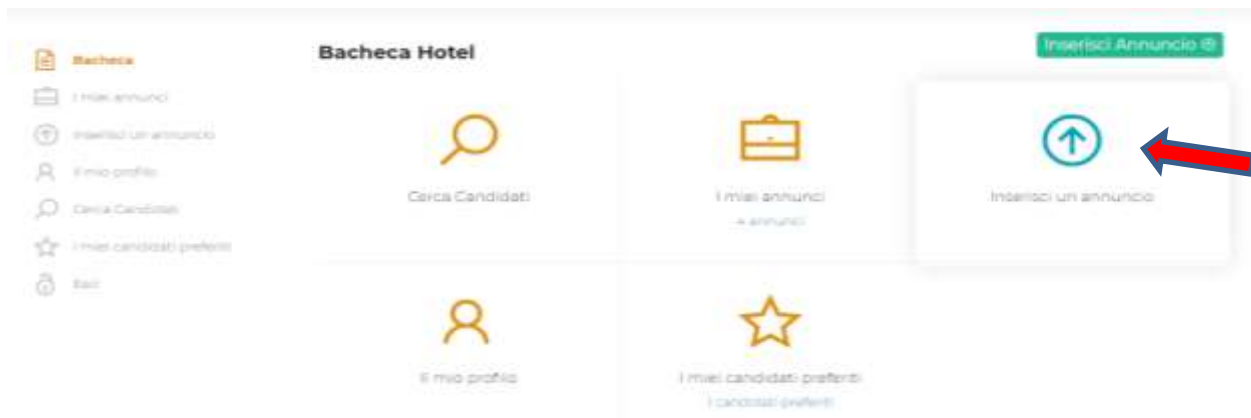 Bacheca
I miei annunci
Inserisci un annuncio
Il mio profilo
Cerca Candidati
I miei candidati preferiti
Esci
Bacheca Hotel
Inserisci Annuncio
Cerca Candidati
I miei annunci
annunci
Inserisci un annuncio
Il mio profilo
I miei candidati preferiti
candidati preferiti